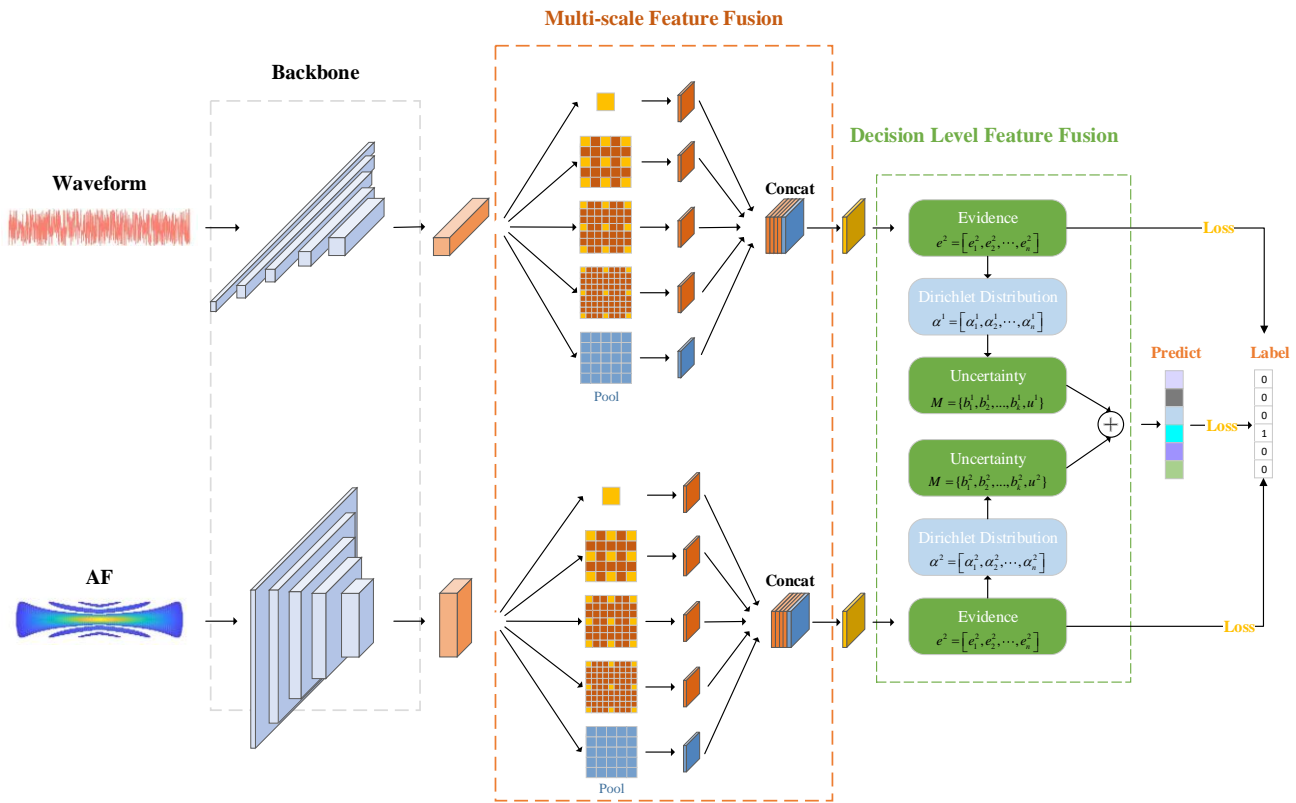 Multi-scale Feature Fusion
Backbone
Decision Level Feature Fusion
Waveform
Concat
Evidence
e² = [e₁², e₂², ⋯, eₙ²]
Loss
Dirichlet Distribution
α¹ = [α₁¹, α₂¹, ⋯, αₙ¹]
Predict
Label
Uncertainty
M = {b₁¹, b₂¹, ..., bₖ¹, u¹}
Pool
0
0
0
1
0
0
Loss
+
Uncertainty
M = {b₁², b₂², ..., bₖ², u²}
Dirichlet Distribution
α² = [α₁², α₂², ⋯, αₙ²]
AF
Concat
Evidence
e² = [e₁², e₂², ⋯, eₙ²]
Loss
Pool